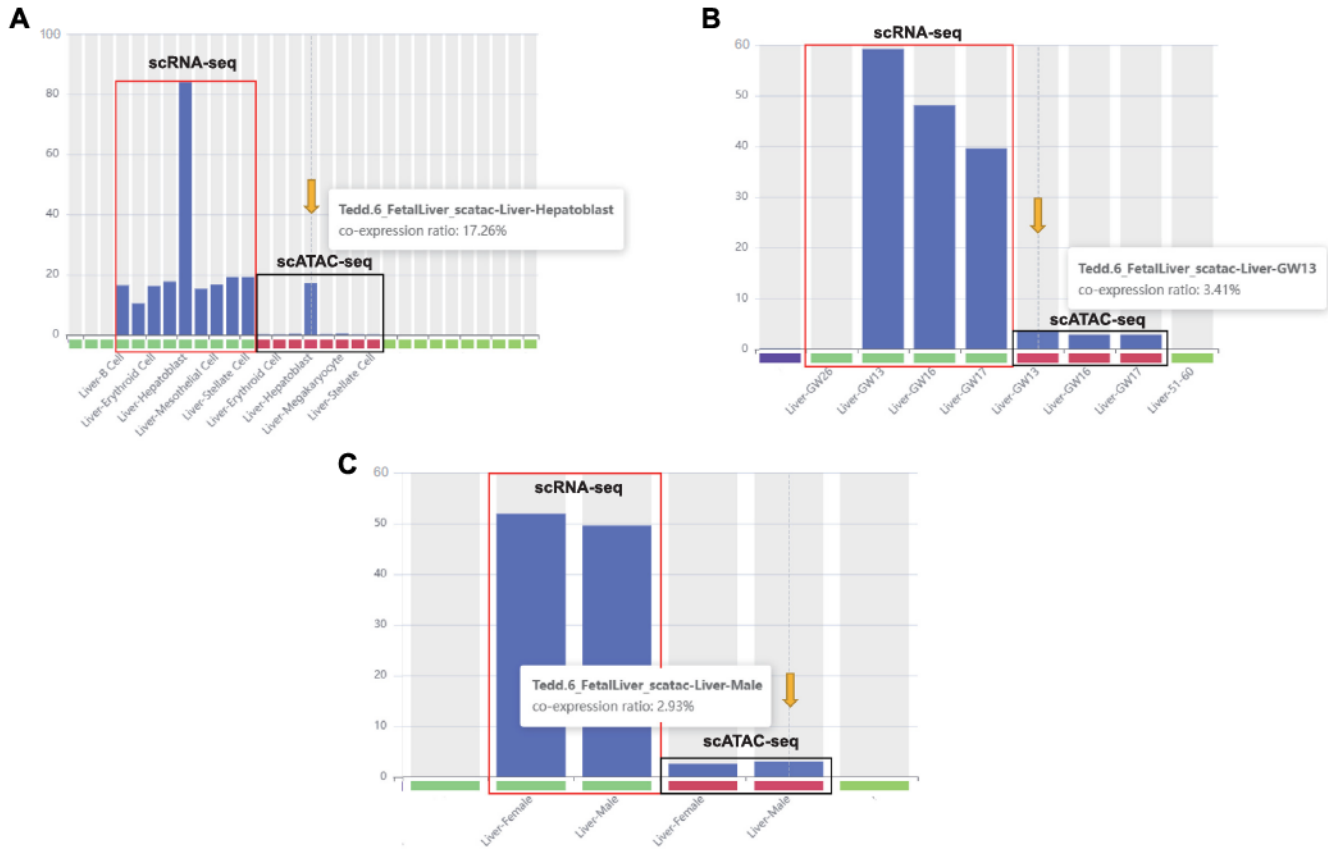 A
scRNA-seq
100
80
60
40
20
0
Tedd.6_FetalLiver_scatac-Liver-Hepatoblast
co-expression ratio: 17.26%
scATAC-seq
Liver-B Cell
Liver-Erythroid Cell
Liver-Hepatoblast
Liver-Mesothelial Cell
Liver-Stellate Cell
Liver-Erythroid Cell
Liver-Hepatoblast
Liver-Megakaryocyte
Liver-Stellate Cell
B
scRNA-seq
60
50
40
30
20
10
0
Tedd.6_FetalLiver_scatac-Liver-GW13
co-expression ratio: 3.41%
scATAC-seq
Liver-GW26
Liver-GW13
Liver-GW16
Liver-GW17
Liver-GW13
Liver-GW16
Liver-GW17
Liver-51-60
C
60
50
40
30
20
10
0
scRNA-seq
Tedd.6_FetalLiver_scatac-Liver-Male
co-expression ratio: 2.93%
scATAC-seq
Liver-Female
Liver-Male
Liver-Female
Liver-Male